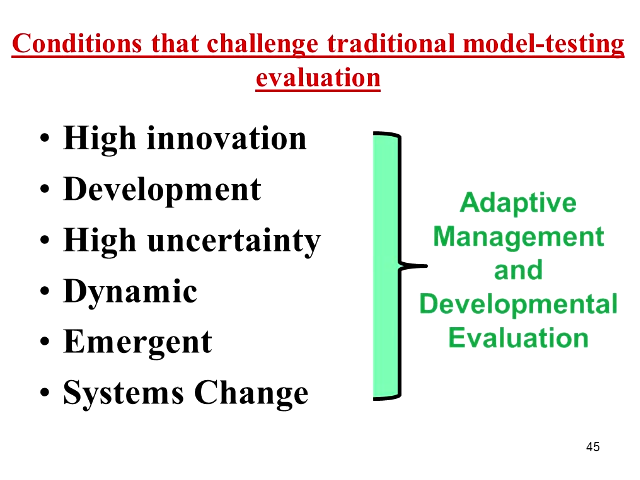 Conditions that challenge traditional model-testing
evaluation
• High innovation
• Development
• High uncertainty
• Dynamic
• Emergent
• Systems Change
Adaptive
Management
and
Developmental
Evaluation
45